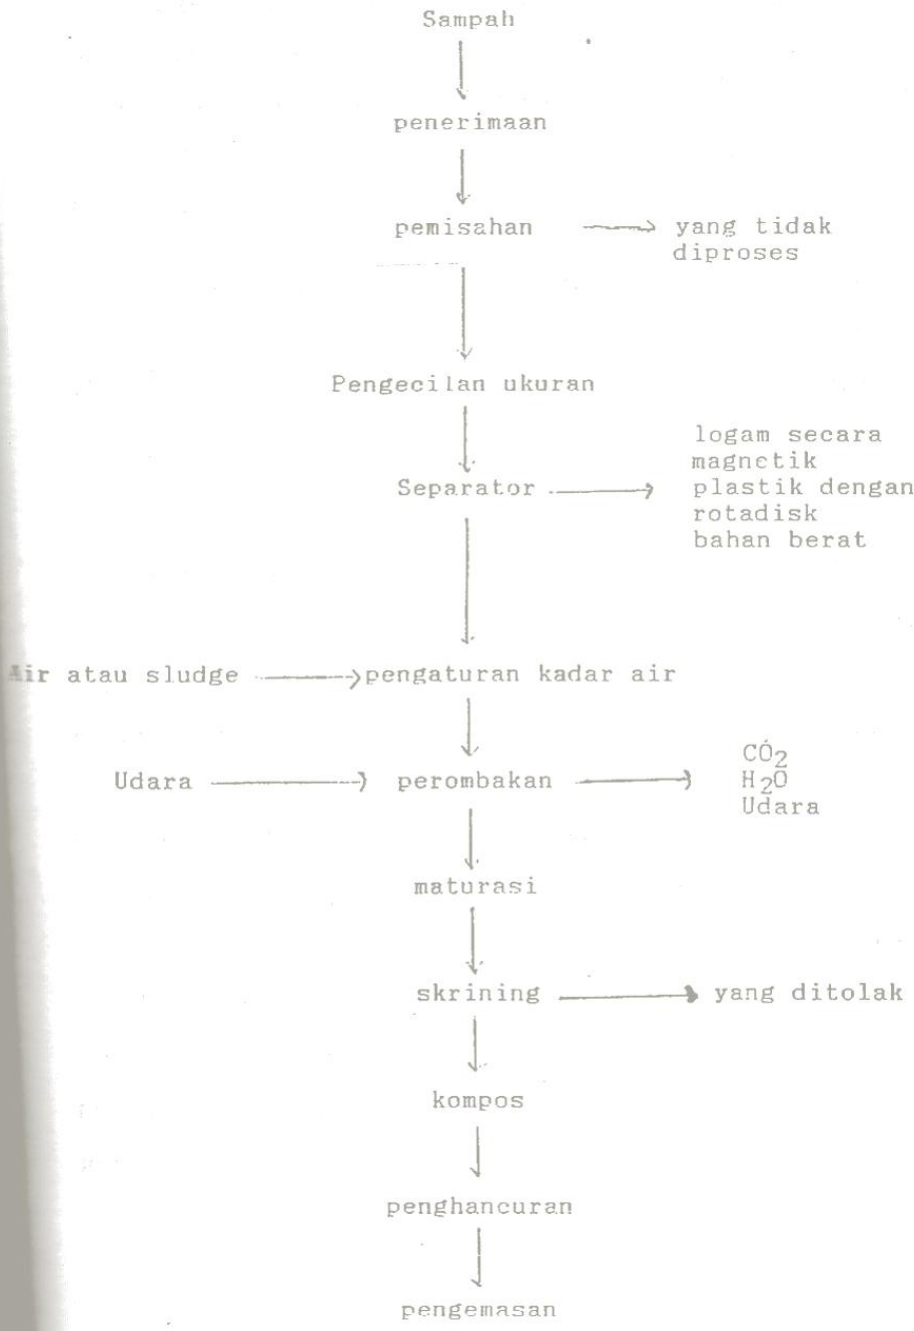 Sampah
penerimaan
pemisahan
yang tidak
diproses
Pengecilan ukuran
Separator
logam secara
magnetik
plastik dengan
rotadisk
bahan berat
Air atau sludge
pengaturan kadar air
Udara
perombakan
CO2
H2O
Udara
maturasi
skrining
yang ditolak
kompos
penghancuran
pengemasan